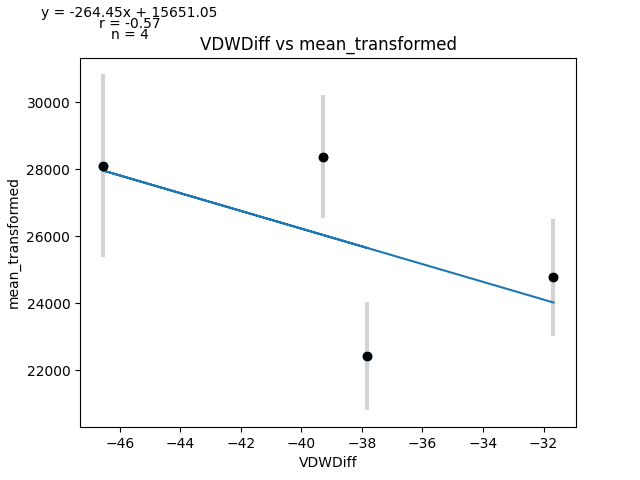 y = -264.45x + 15651.05
r = -0.57
n = 4
VDWDiff vs mean_transformed
30000
28000
26000
24000
22000
mean_transformed
−46
−44
−42
−40
−38
−36
−34
−32
VDWDiff